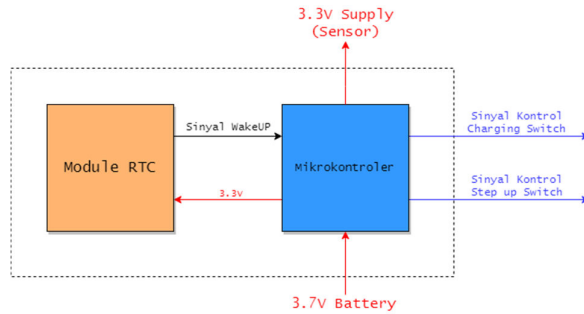 3.3V Supply
(Sensor)
Sinyal WakeUP
Sinyal Kontrol
Charging Switch
Module RTC
Mikrokontroler
3.3V
Sinyal Kontrol
Step up Switch
3.7V Battery